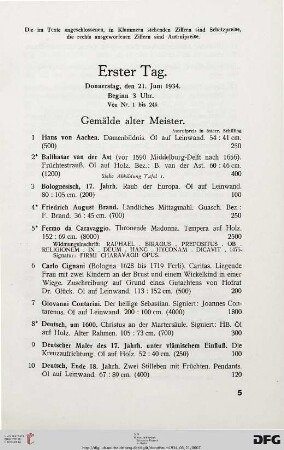 Die im Texte angeschlossenen, in Klammern stehenden Ziffern sind Schätzpreise,
die rechts ausgeworfenen Ziffern sind Ausrufpreise.
Erster Tag.
Donnerstag, den 21. Juni 1934.
Beginn 3 Uhr.
Von Nr. 1 bis 248
Gemälde alter Meister.
Ausrufpreis in österr. Schilling
1 Hans von Aachen. Damenbildnis. Öl auf Leinwand. 54 : 41 cm.
(500) 250
2* Balthasar van der Ast (vor 1590 Middelburg-Delft nach 1656).
Früchtestrauß. Öl auf Holz. Bez.: B. van der Ast. 60 : 46 cm.
(1200) Siehe Abbildung Tafel 1. 400
3 Bolognesisch, 17. Jahrh. Raub der Europa. Öl auf Leinwand.
80 : 105 cm. (200) 100
4* Friedrich August Brand. Ländliches Mittagmahl. Guasch. Bez.:
F. Brand. 36 : 45 cm. (700) 250
5* Fermo da Caravaggio. Thronende Madonna. Tempera auf Holz.
152 : 69 cm. (8000) 2500
Widmungsinschrift: RAPHAEL . BIRAGUS . PREPOSITUS . OB .
RELIGIONEM . IN . DEUM . HANC . YCONAM . DICAVIT .
Signatur: FIRMI CHARAVAGII OPUS.
6 Carlo Cignani (Bologna 1628 bis 1719 Forli). Caritas. Liegende
Frau mit zwei Kindern an der Brust und einem Wickelkind in einer
Wiege. Zuschreibung auf Grund eines Gutachtens von Hofrat
Dr. Glück. Öl auf Leinwand. 113 : 152 cm. (500) 200
7 Giovanni Contarini. Der heilige Sebastian. Signiert: Joannes Con-
tarenus. Öl auf Leinwand. 200 : 100 cm. (4000) 1800
8* Deutsch, um 1600. Christus an der Martersäule. Signiert: HB. Öl
auf Holz. Alter Rahmen. 105 : 73 cm. (700) 300
9 Deutscher Maler des 17. Jahrh. unter vlämischem Einfluß. Die
Kreuzaufrichtung. Öl auf Holz. 52 : 40 cm. (250) 100
10 Deutsch, Ende 18. Jahrh. Zwei Stilleben mit Früchten. Pendants.
Öl auf Leinwand. 67 : 80 cm. (400) 120
5
DFG